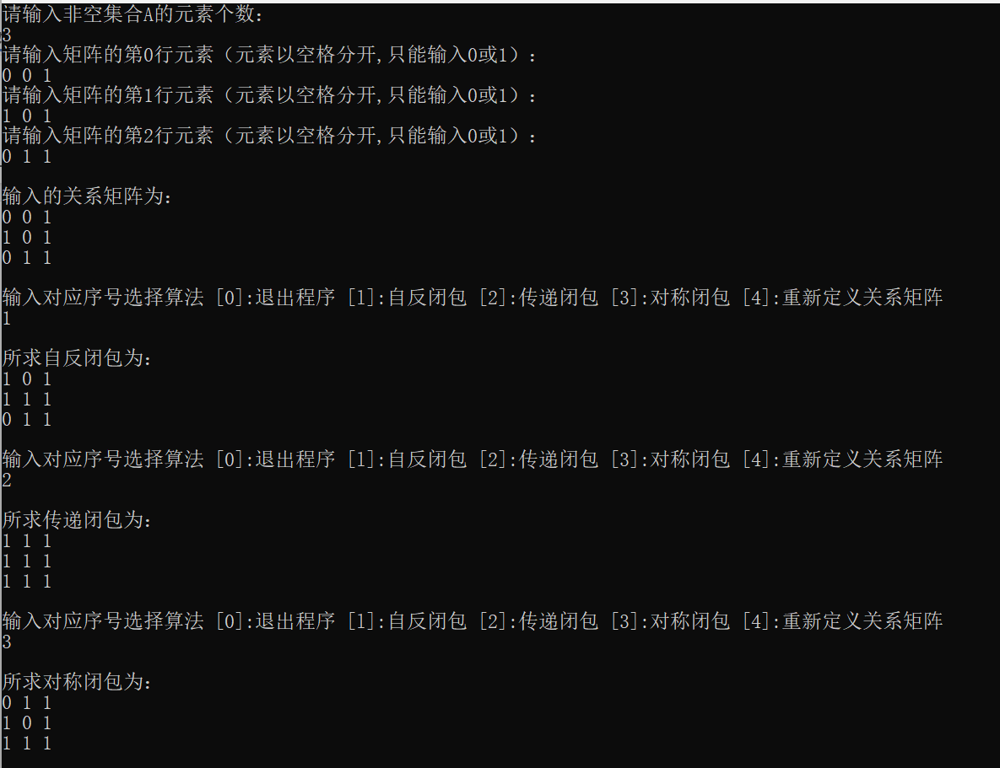 请输入非空集合A的元素个数:
3
请输入矩阵的第0行元素（元素以空格分开,只能输入0或1）:
0 0 1
请输入矩阵的第1行元素（元素以空格分开,只能输入0或1）:
1 0 1
请输入矩阵的第2行元素（元素以空格分开,只能输入0或1）:
0 1 1
输入的关系矩阵为:
0 0 1
1 0 1
0 1 1
输入对应序号选择算法 [0]:退出程序 [1]:自反闭包 [2]:传递闭包 [3]:对称闭包 [4]:重新定义关系矩阵
1
所求自反闭包为:
1 0 1
1 1 1
0 1 1
输入对应序号选择算法 [0]:退出程序 [1]:自反闭包 [2]:传递闭包 [3]:对称闭包 [4]:重新定义关系矩阵
2
所求传递闭包为:
1 1 1
1 1 1
1 1 1
输入对应序号选择算法 [0]:退出程序 [1]:自反闭包 [2]:传递闭包 [3]:对称闭包 [4]:重新定义关系矩阵
3
所求对称闭包为:
0 1 1
1 0 1
1 1 1